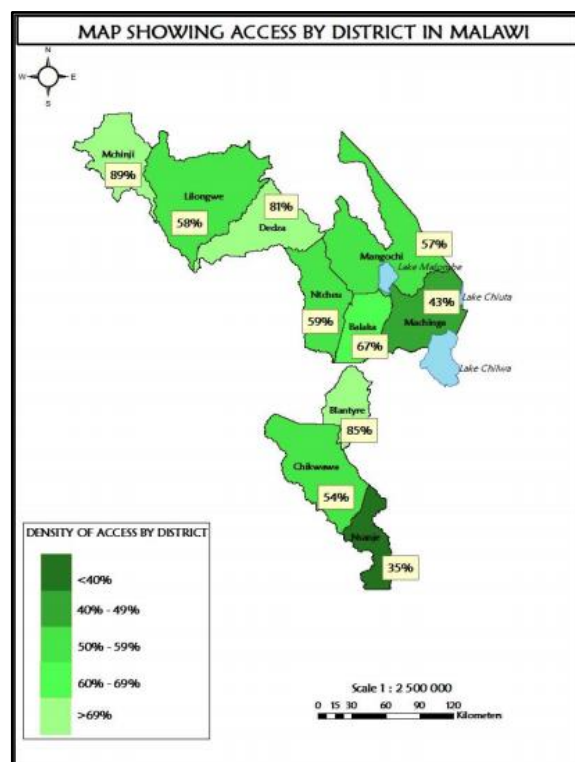 MAP SHOWING ACCESS BY DISTRICT IN MALAWI
N
W E
S
Mchinji
89%
Lilongwe
58%
81%
Dedza
Mangochi
57%
Lake Malombe
Ntcheu
59%
Balaka
67%
43%
Machinga
Lake Chiuta
Lake Chilwa
Blantyre
85%
Chikwawa
54%
Nsanje
35%
DENSITY OF ACCESS BY DISTRICT
<40%
40% - 49%
50% - 59%
60% - 69%
>69%
Scale 1 : 2 500 000
0 15 30 60 90 120
Kilometers